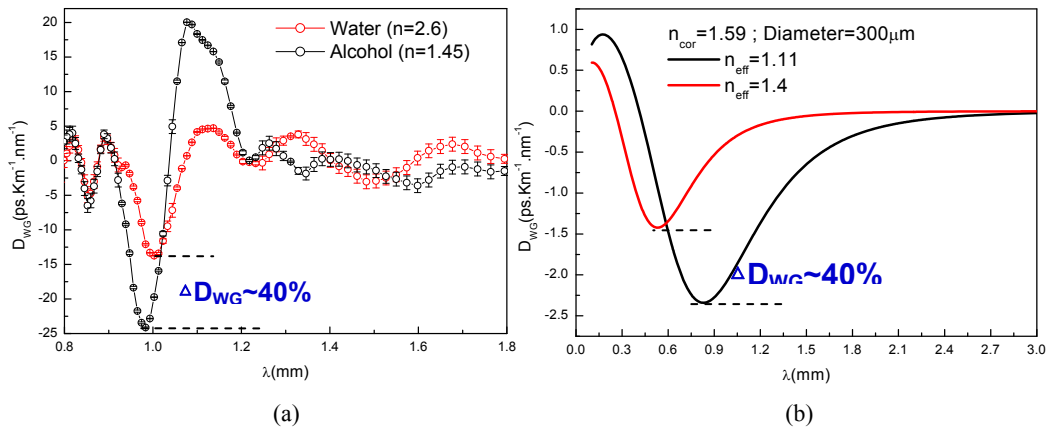 (a)
Water (n=2.6)
Alcohol (n=1.45)
20
15
10
5
0
-5
-10
-15
-20
-25
D_WG(ps.Km⁻¹.nm⁻¹)
ΔD_WG~40%
0.8 1.0 1.2 1.4 1.6 1.8
λ(mm)
(a)
(b)
n_cor=1.59 ; Diameter=300μm
n_eff=1.11
n_eff=1.4
1.0
0.5
0.0
-0.5
-1.0
-1.5
-2.0
-2.5
D_WG(ps.Km⁻¹.nm⁻¹)
ΔD_WG~40%
0.0 0.3 0.6 0.9 1.2 1.5 1.8 2.1 2.4 2.7 3.0
λ(mm)
(b)